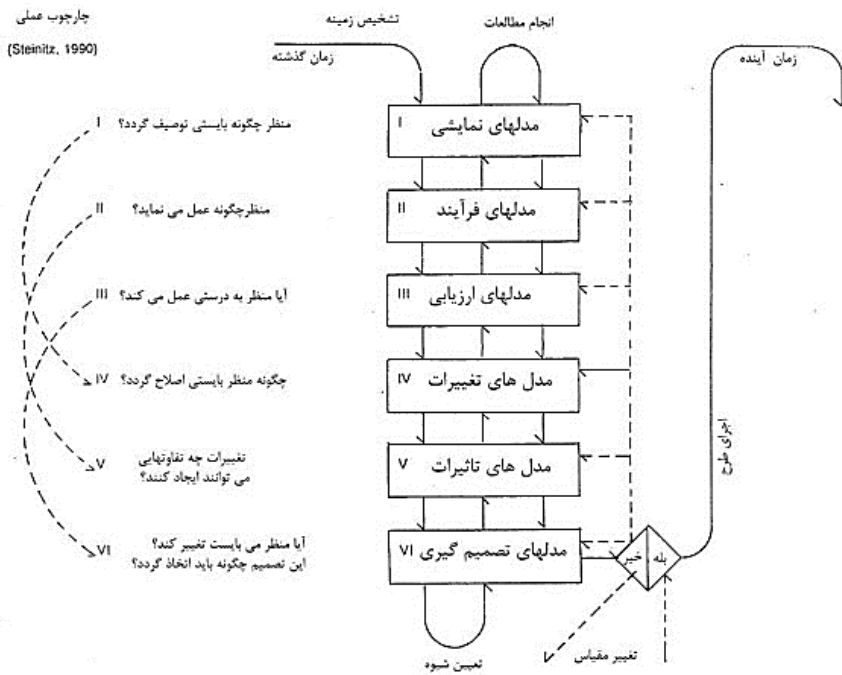 چارچوب عملی
(Steinitz, 1990)
تشخیص زمینه
زمان گذشته
انجام مطالعات
زمان آینده
I منظر چگونه بایستی توصیف گردد؟
I مدلهای نمایشی
II منظرچگونه عمل می نماید؟
II مدلهای فرآیند
III آیا منظر به درستی عمل می کند؟
III مدلهای ارزیابی
IV چگونه منظر بایستی اصلاح گردد؟
IV مدل های تغییرات
V تغییرات چه تفاوتهایی
می توانند ایجاد کنند؟
V مدل های تاثیرات
VI آیا منظر می بایست تغییر کند؟
این تصمیم چگونه باید اتخاذ گردد؟
VI مدلهای تصمیم گیری
خیر
بله
اجرای طرح
تغییر مقیاس
تعیین شیوه